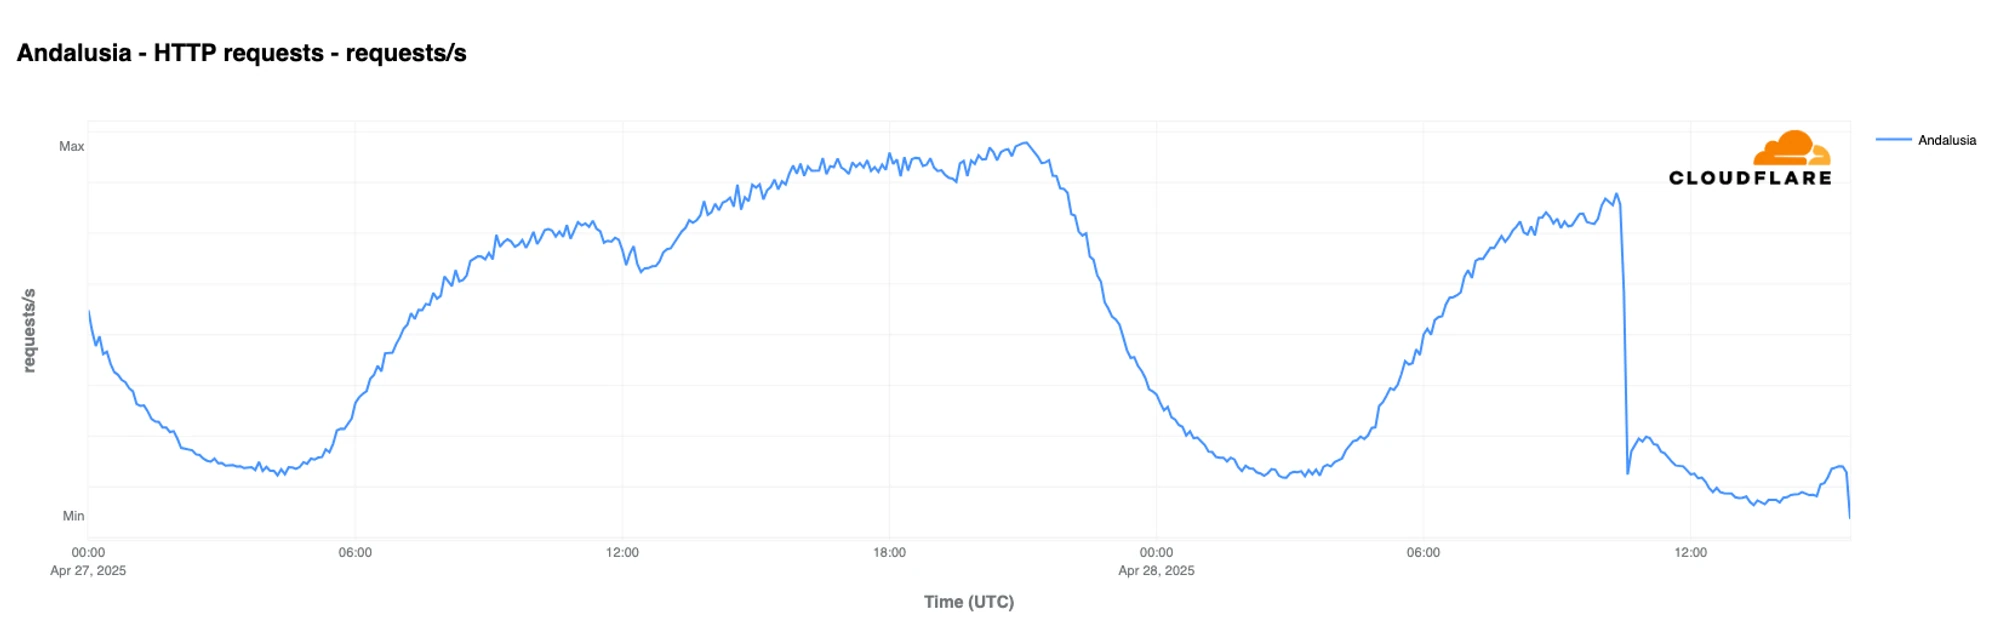 Andalusia - HTTP requests - requests/s
Max
CLOUDFLARE
Andalusia
requests/s
Min
00:00
Apr 27, 2025
06:00
12:00
18:00
00:00
Apr 28, 2025
06:00
12:00
Time (UTC)